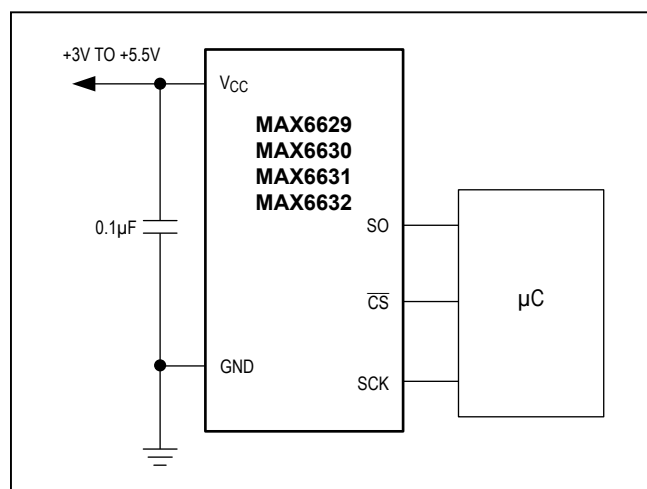 +3V TO +5.5V
VCC
MAX6629
MAX6630
MAX6631
MAX6632
0.1µF
SO
CS
µC
GND
SCK